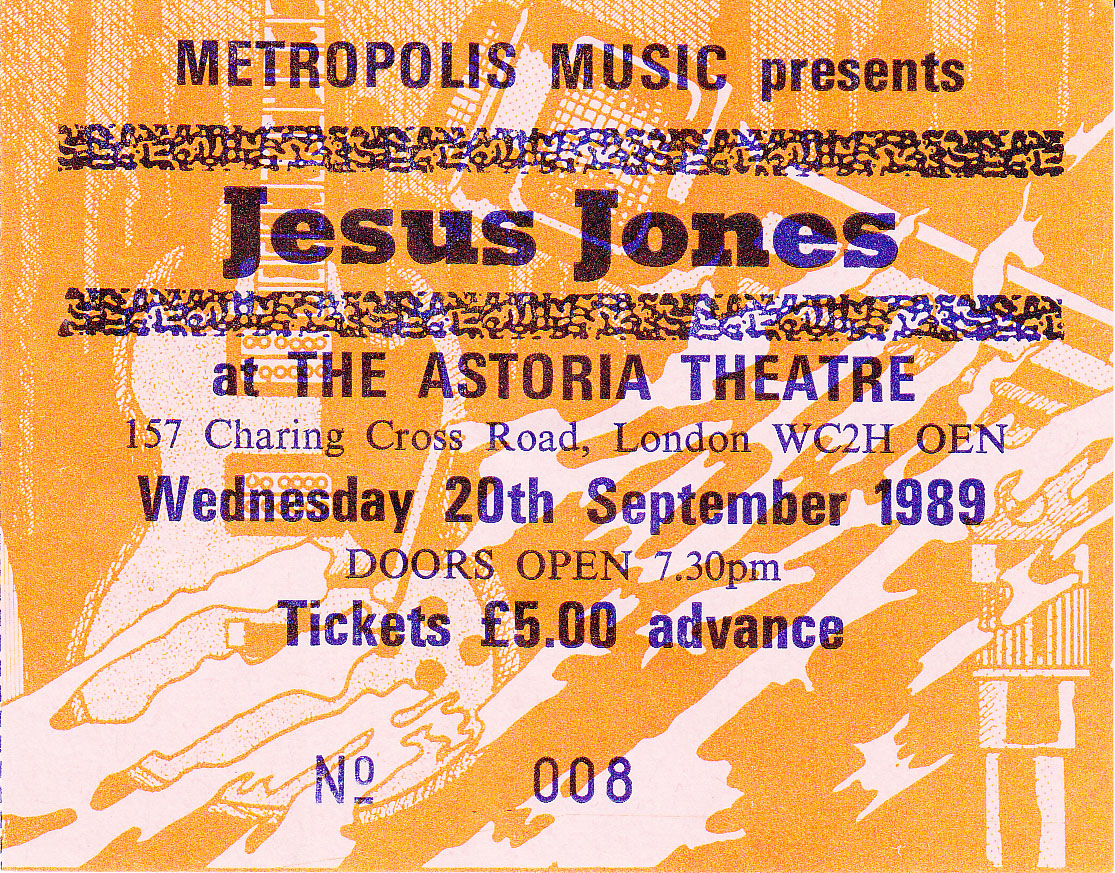 METROPOLIS MUSIC presents
Jesus Jones
at THE ASTORIA THEATRE
157 Charing Cross Road, London WC2H OEN
Wednesday 20th September 1989
DOORS OPEN 7.30pm
Tickets £5.00 advance
Nº 008